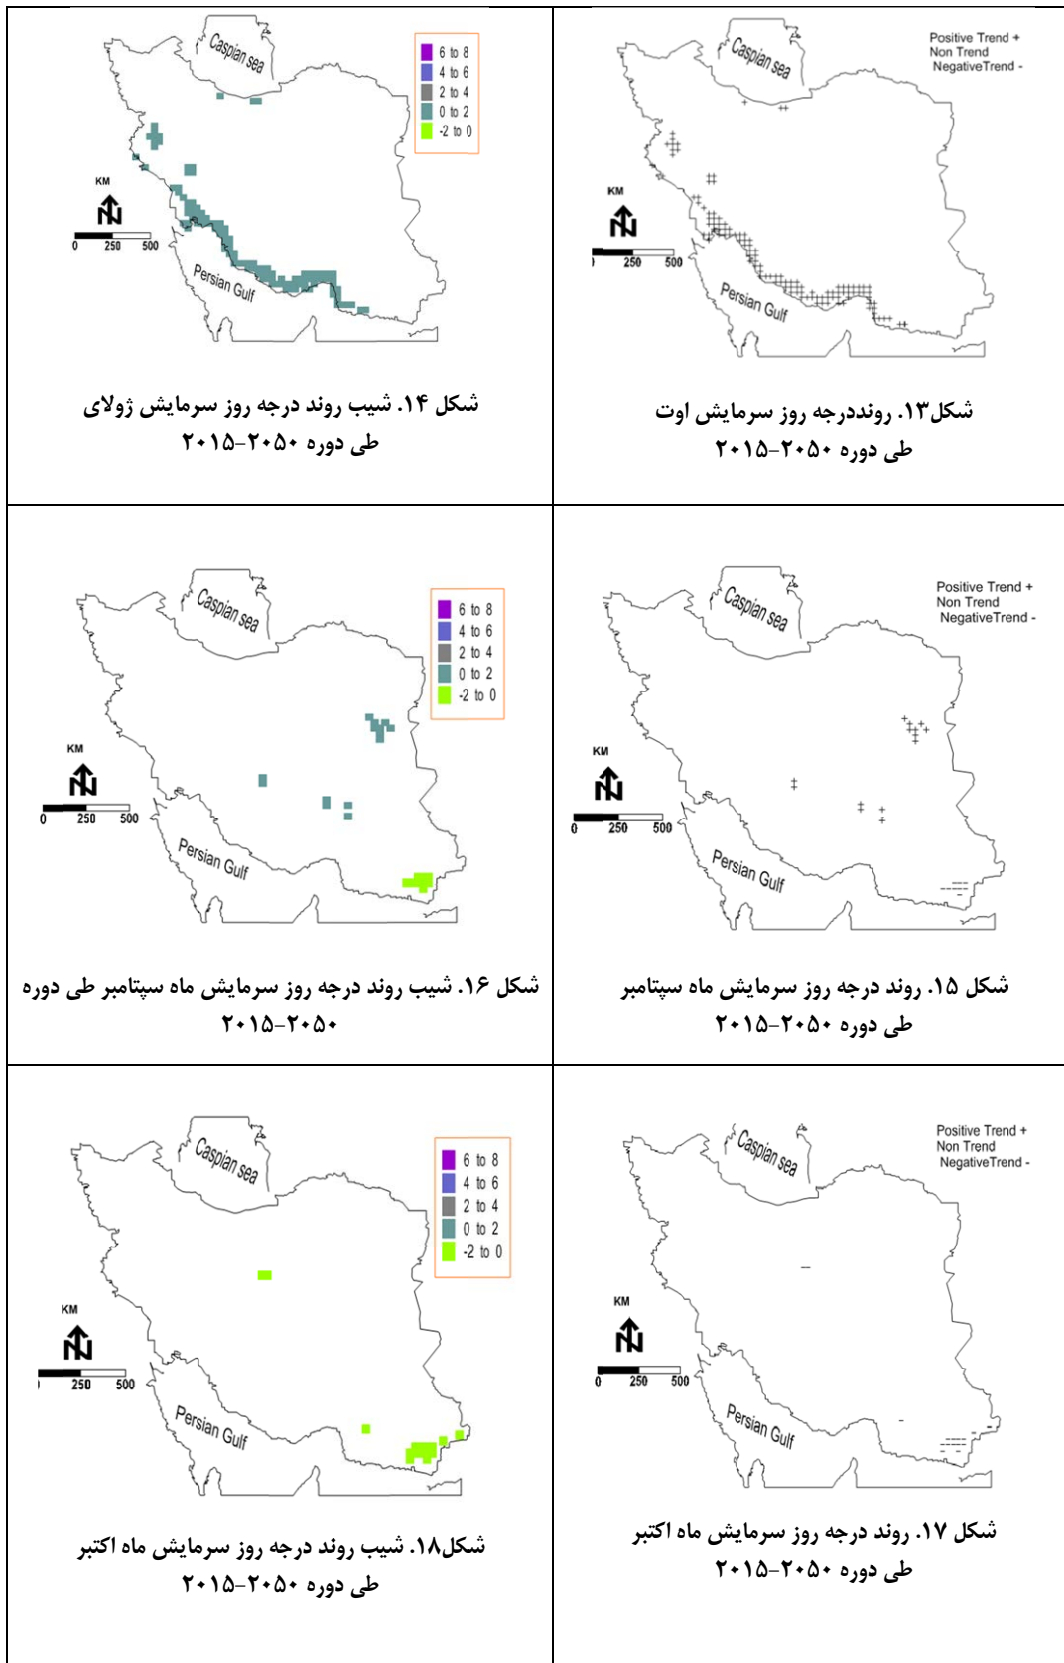 Positive Trend +
Non Trend
NegativeTrend -
Caspian sea
KM
N
0 250 500
Persian Gulf
شکل۱۳. رونددرجه روز سرمایش اوت
طی دوره ۲۰۵۰-۲۰۱۵
Caspian sea
6 to 8
4 to 6
2 to 4
0 to 2
-2 to 0
KM
N
0 250 500
Persian Gulf
شکل ۱۴. شیب روند درجه روز سرمایش ژولای
طی دوره ۲۰۵۰-۲۰۱۵
Positive Trend +
Non Trend
NegativeTrend -
Caspian sea
KM
N
0 250 500
Persian Gulf
شکل ۱۵. روند درجه روز سرمایش ماه سپتامبر
طی دوره ۲۰۵۰-۲۰۱۵
Caspian sea
6 to 8
4 to 6
2 to 4
0 to 2
-2 to 0
KM
N
0 250 500
Persian Gulf
شکل ۱۶. شیب روند درجه روز سرمایش ماه سپتامبر طی دوره
۲۰۵۰-۲۰۱۵
Positive Trend +
Non Trend
NegativeTrend -
Caspian sea
KM
N
0 250 500
Persian Gulf
شکل ۱۷. روند درجه روز سرمایش ماه اکتبر
طی دوره ۲۰۵۰-۲۰۱۵
Caspian sea
6 to 8
4 to 6
2 to 4
0 to 2
-2 to 0
KM
N
250 500
Persian Gulf
شکل۱۸. شیب روند درجه روز سرمایش ماه اکتبر
طی دوره ۲۰۵۰-۲۰۱۵